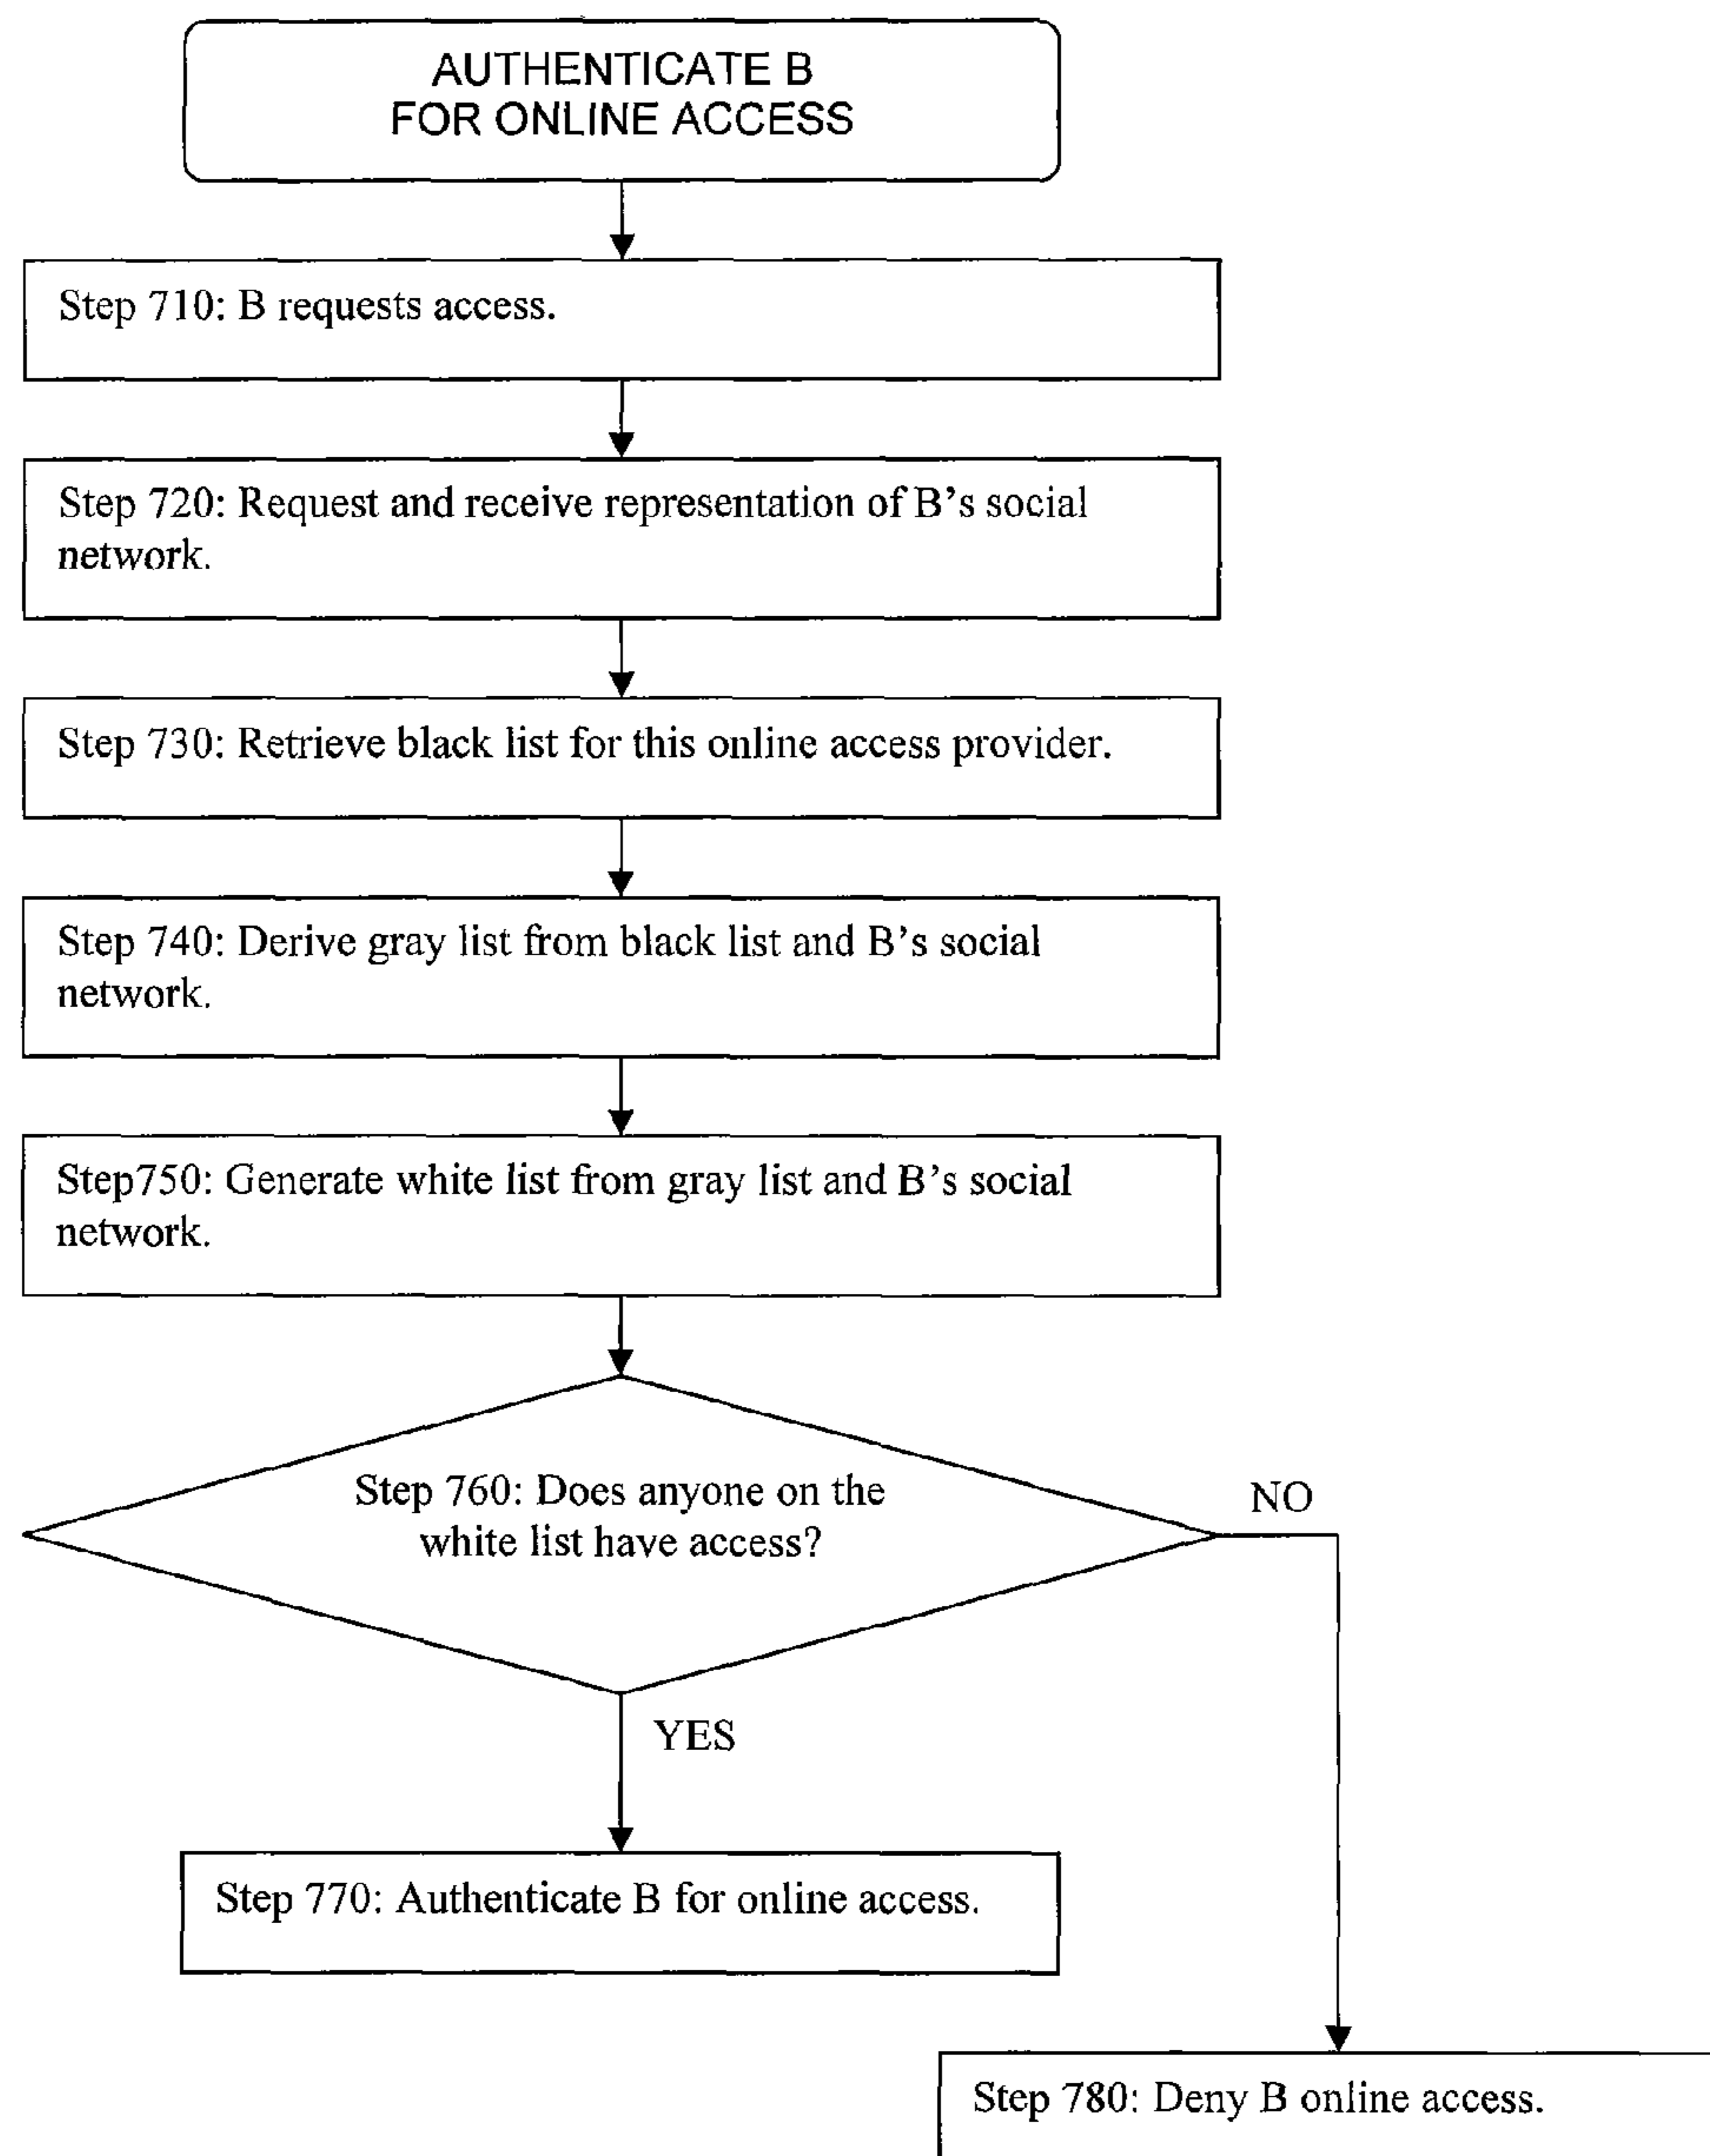 AUTHENTICATE B
FOR ONLINE ACCESS
Step 710: B requests access.
Step 720: Request and receive representation of B's social
network.
Step 730: Retrieve black list for this online access provider.
Step 740: Derive gray list from black list and B's social
network.
Step750: Generate white list from gray list and B's social
network.
Step 760: Does anyone on the
white list have access?
NO
YES
Step 770: Authenticate B for online access.
Step 780: Deny B online access.